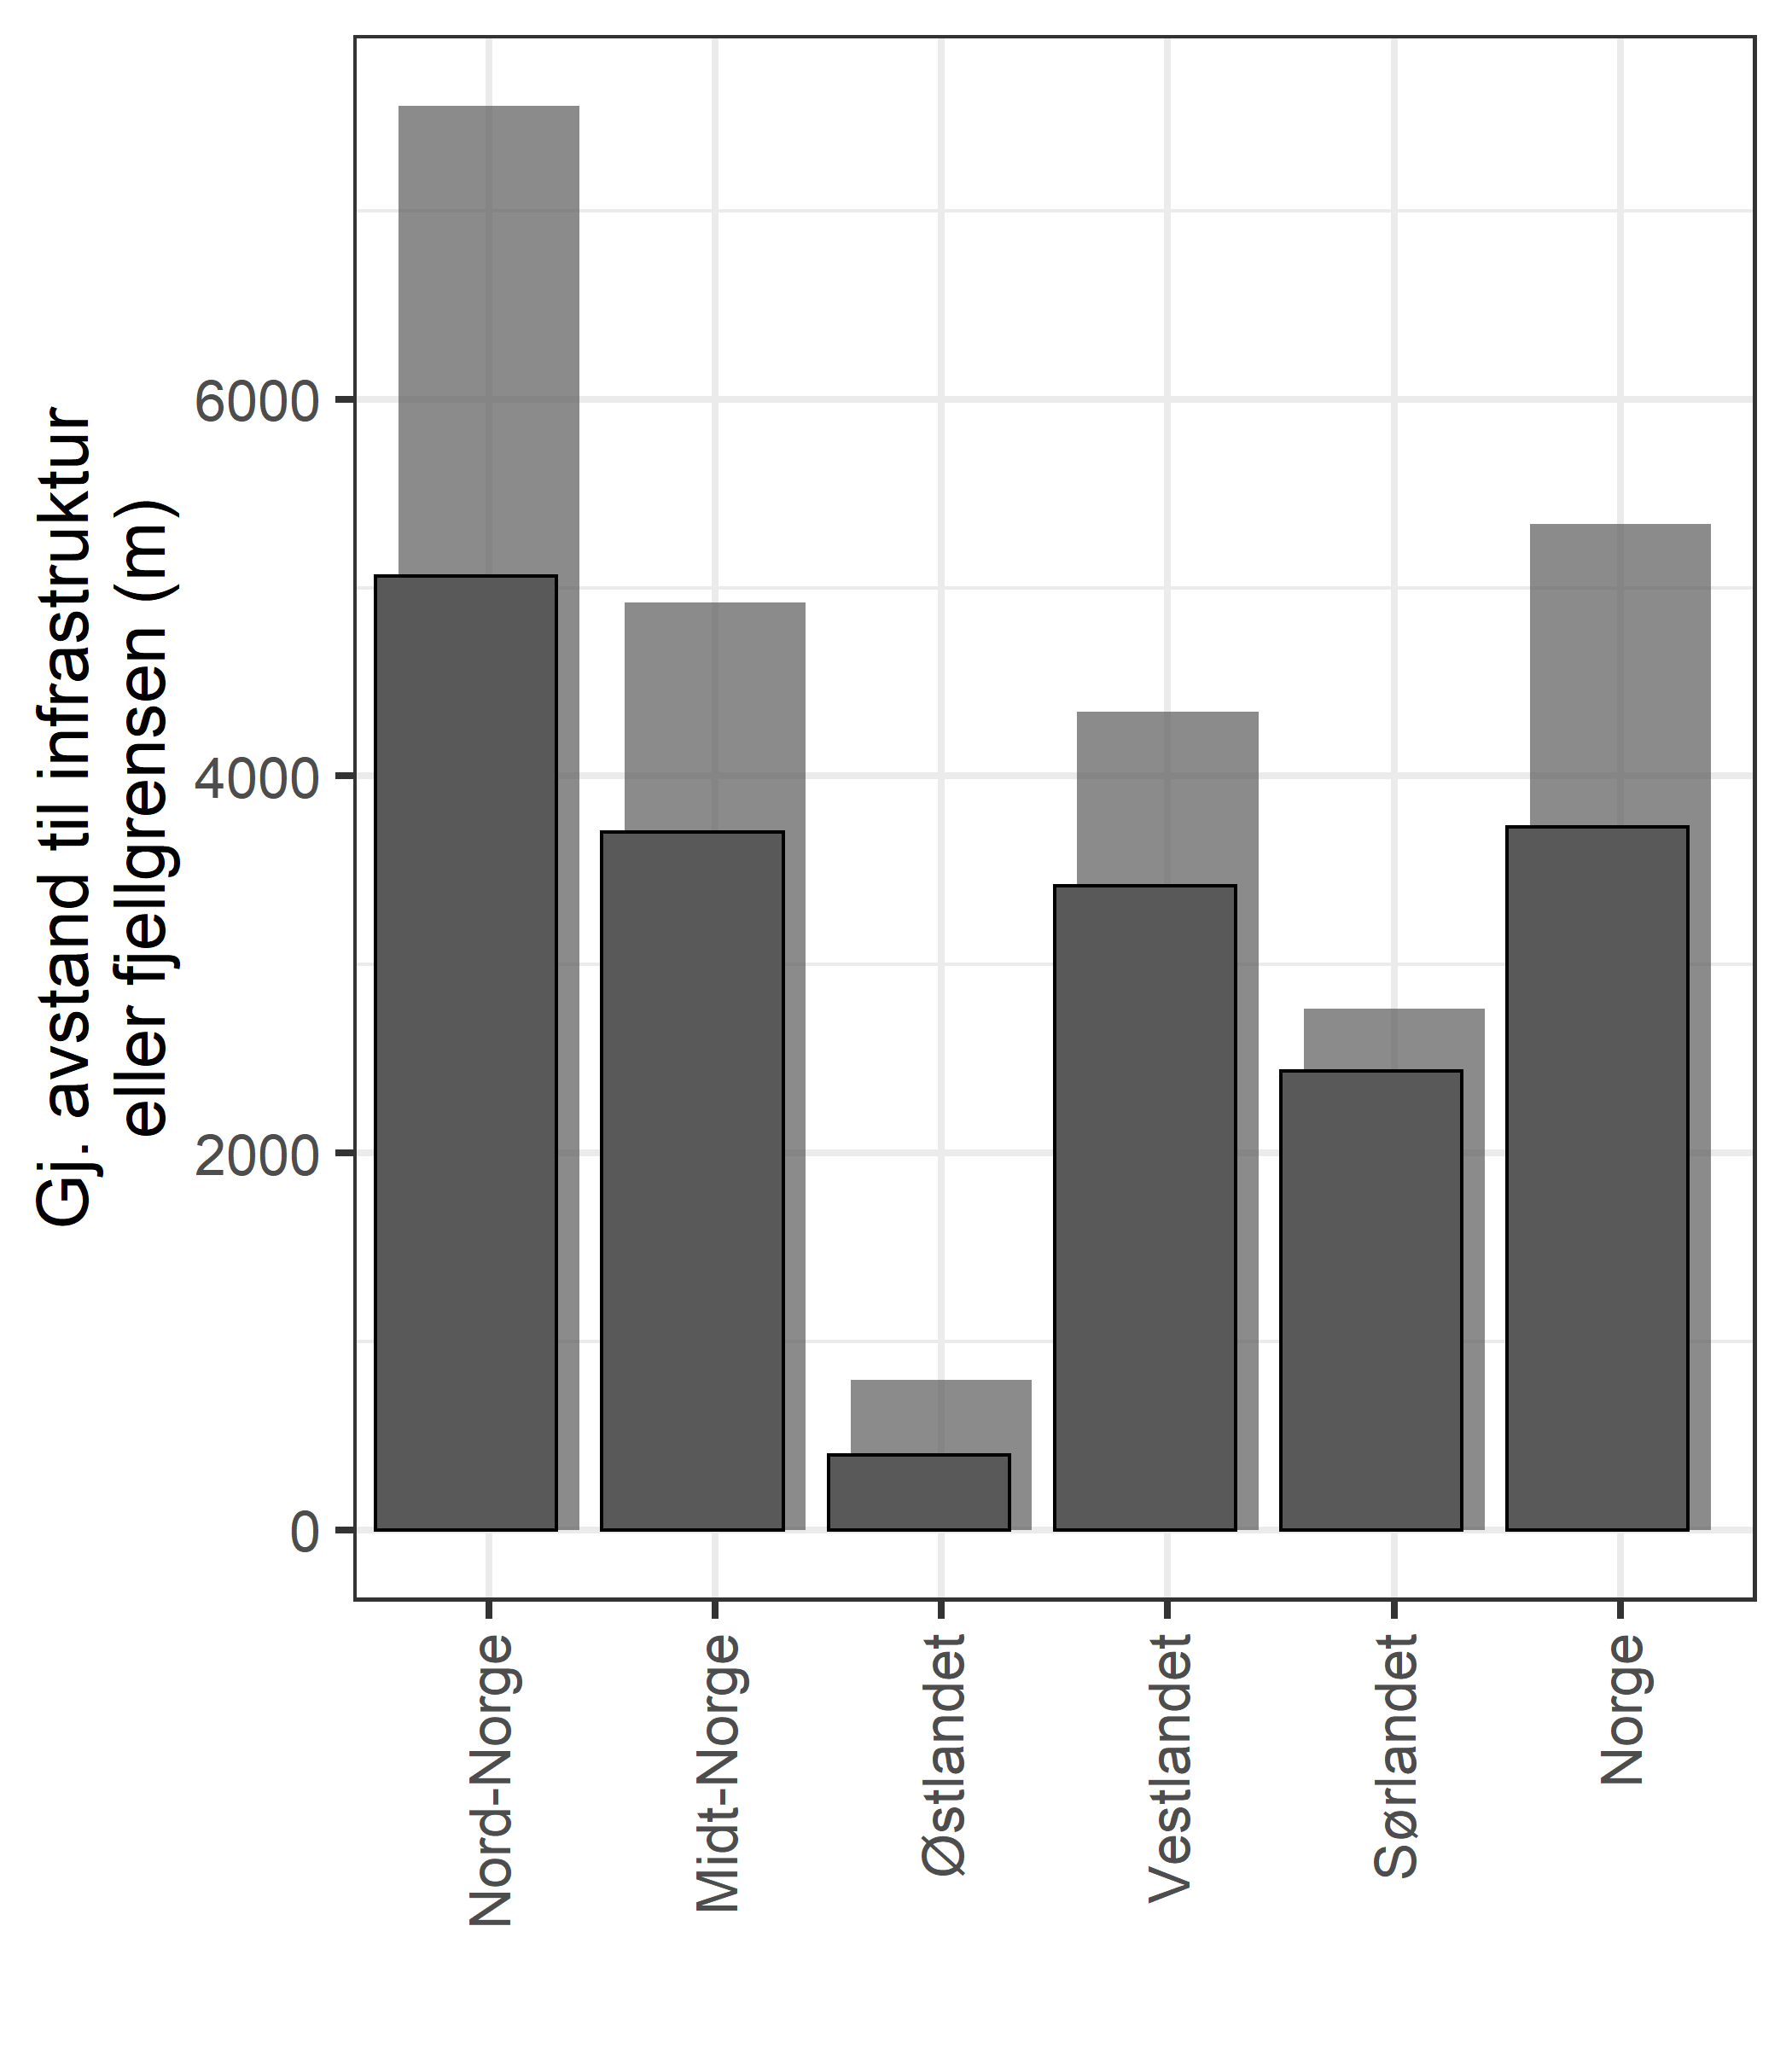 Gj. avstand til infrastruktur
eller fjellgrensen (m)
6000
4000
2000
0
Nord-Norge
Midt-Norge
Østlandet
Vestlandet
Sørlandet
Norge